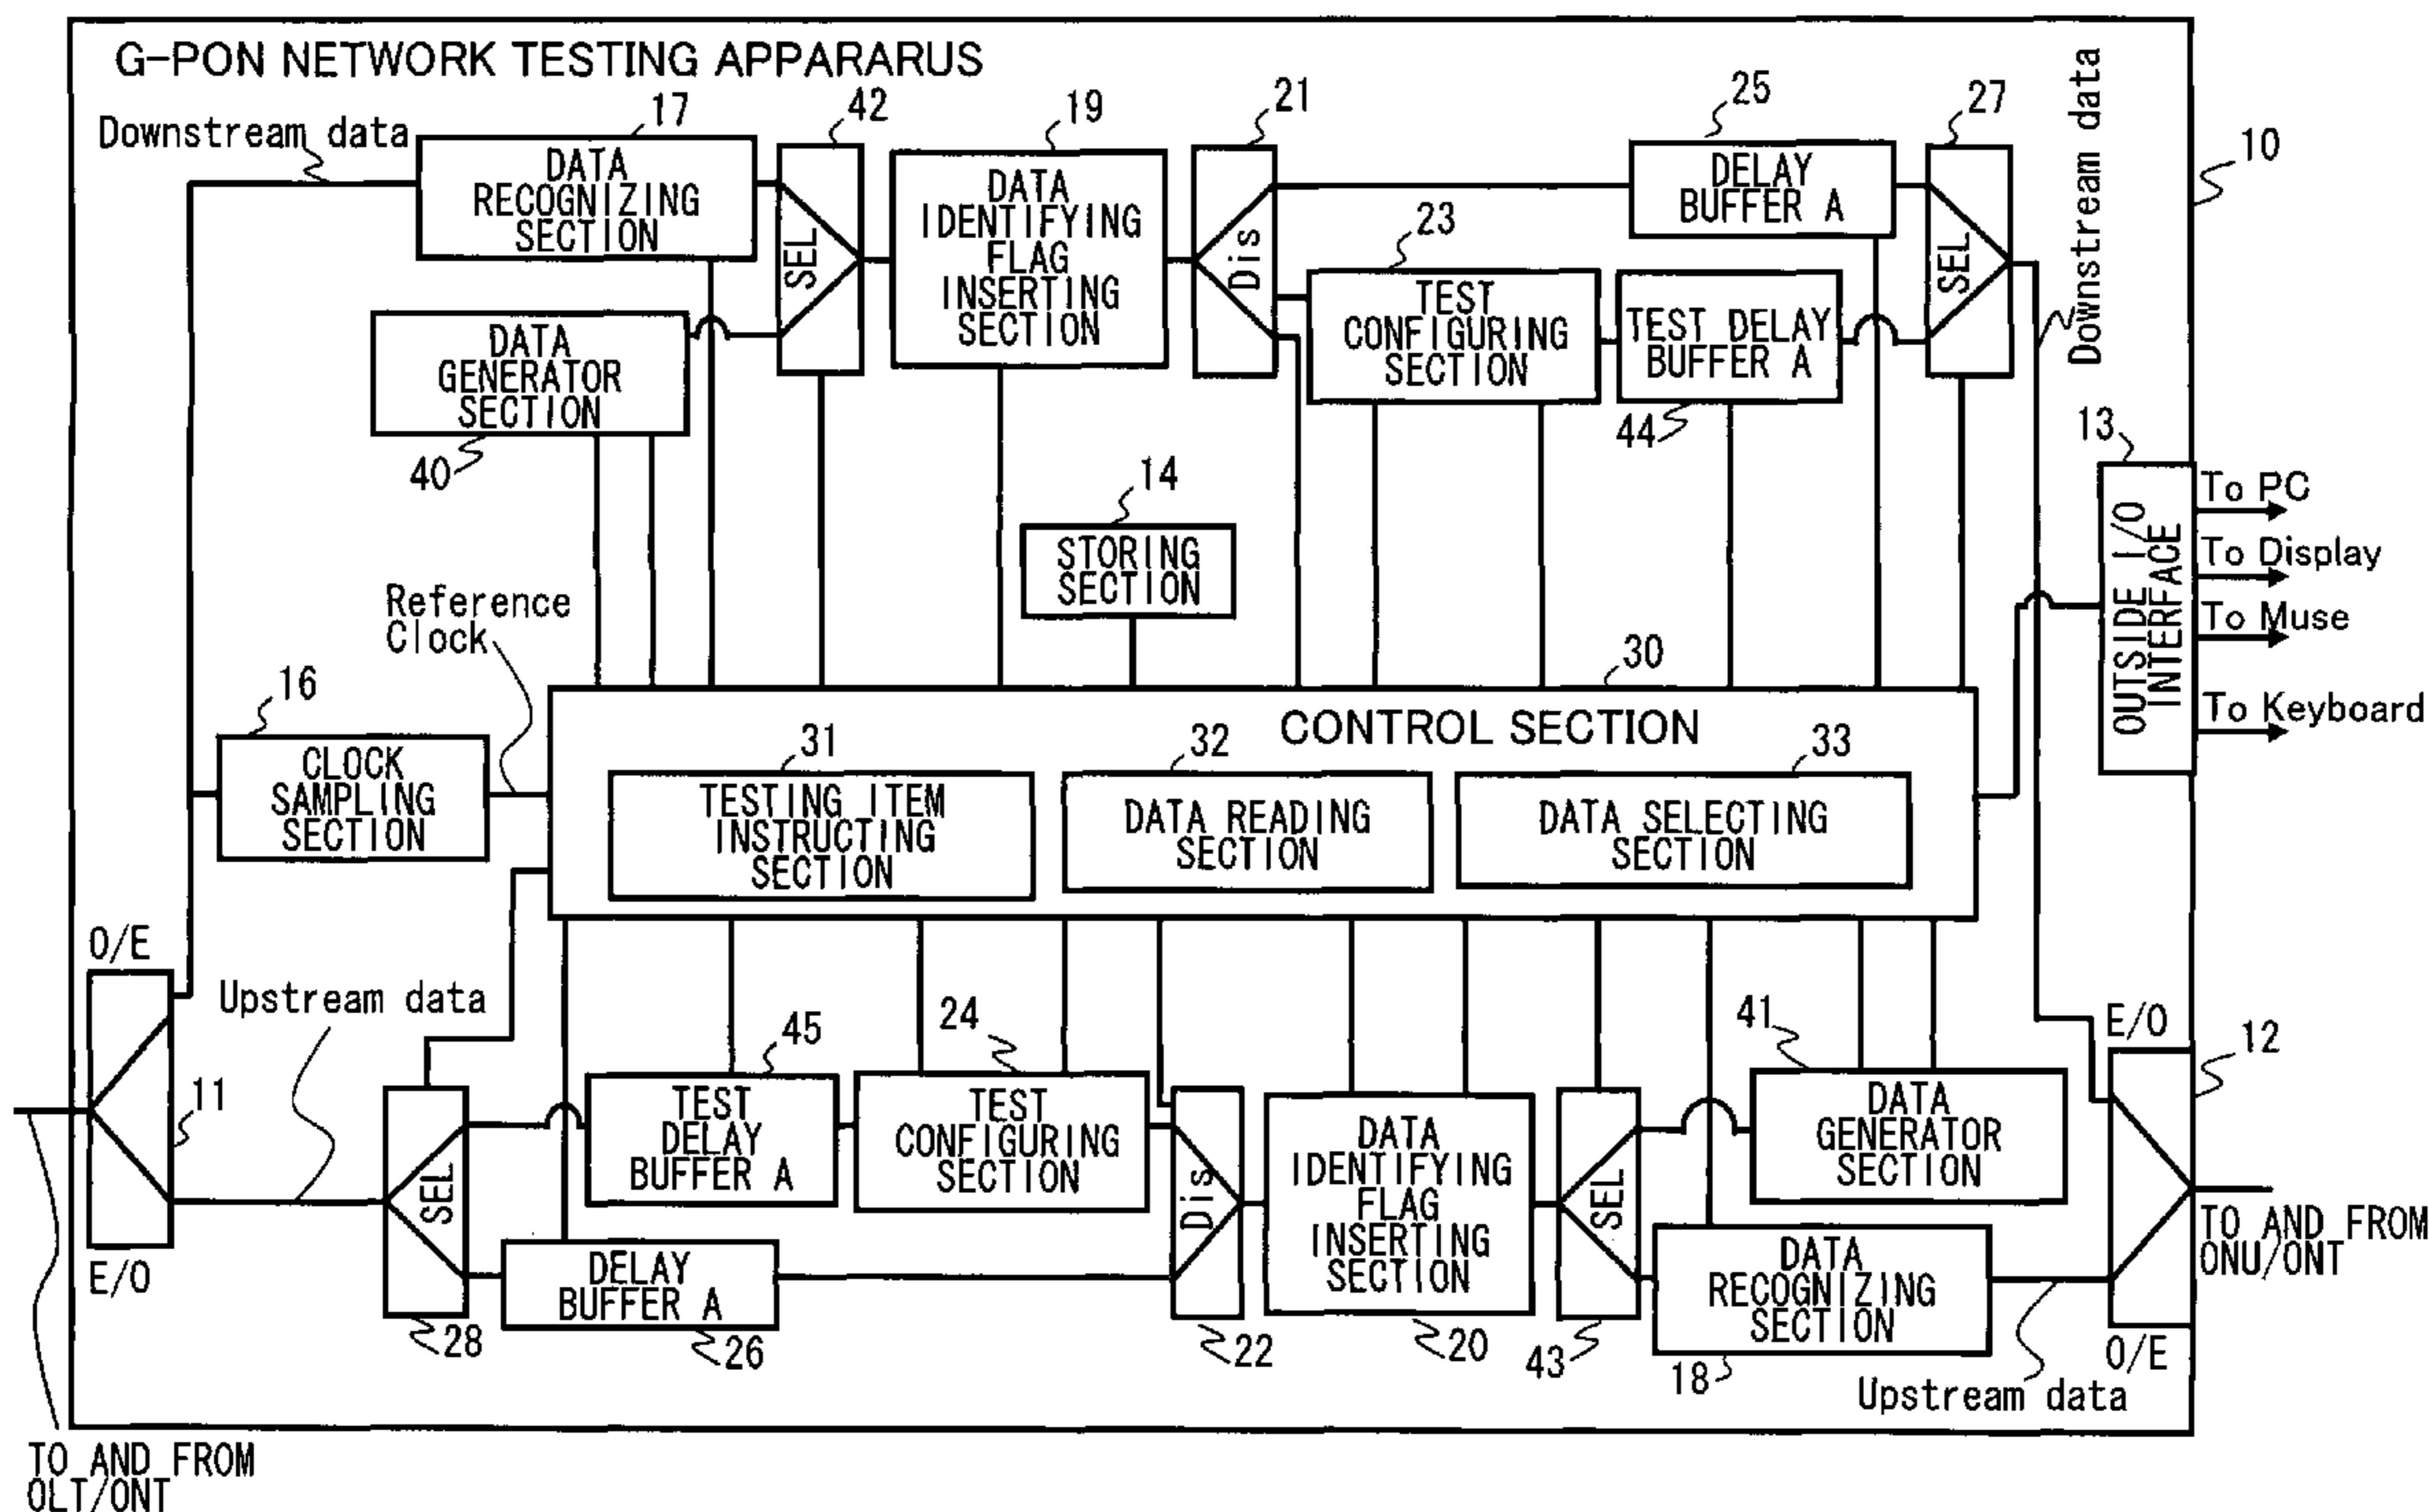 G-PON NETWORK TESTING APPARARUS
Downstream data
17
42
19
21
25
27
Downstream data
10
DATA
RECOGNIZING
SECTION
SEL
DATA
IDENTIFYING
FLAG
INSERTING
SECTION
Dis
DELAY
BUFFER A
SEL
23
TEST
CONFIGURING
SECTION
TEST DELAY
BUFFER A
44
DATA
GENERATOR
SECTION
40
14
STORING
SECTION
13
OUTSIDE I/O
INTERFACE
To PC
To Display
To Muse
To Keyboard
Reference
Clock
16
CLOCK
SAMPLING
SECTION
30
CONTROL SECTION
31
TESTING ITEM
INSTRUCTING
SECTION
32
DATA READING
SECTION
33
DATA SELECTING
SECTION
O/E
11
E/O
Upstream data
SEL
28
45
TEST
DELAY
BUFFER A
24
TEST
CONFIGURING
SECTION
DELAY
BUFFER A
26
Dis
22
DATA
IDENTIFYING
FLAG
INSERTING
SECTION
20
SEL
43
41
DATA
GENERATOR
SECTION
DATA
RECOGNIZING
SECTION
18
E/O
12
O/E
Upstream data
TO AND FROM
ONU/ONT
TO AND FROM
OLT/ONT